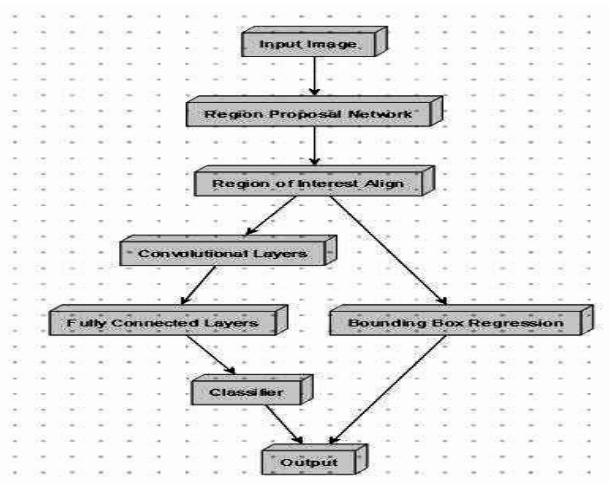 Input Image
Region Proposal Network
Region of Interest Align
Convolutional Layers
Fully Connected Layers
Bounding Box Regression
Classifier
Output